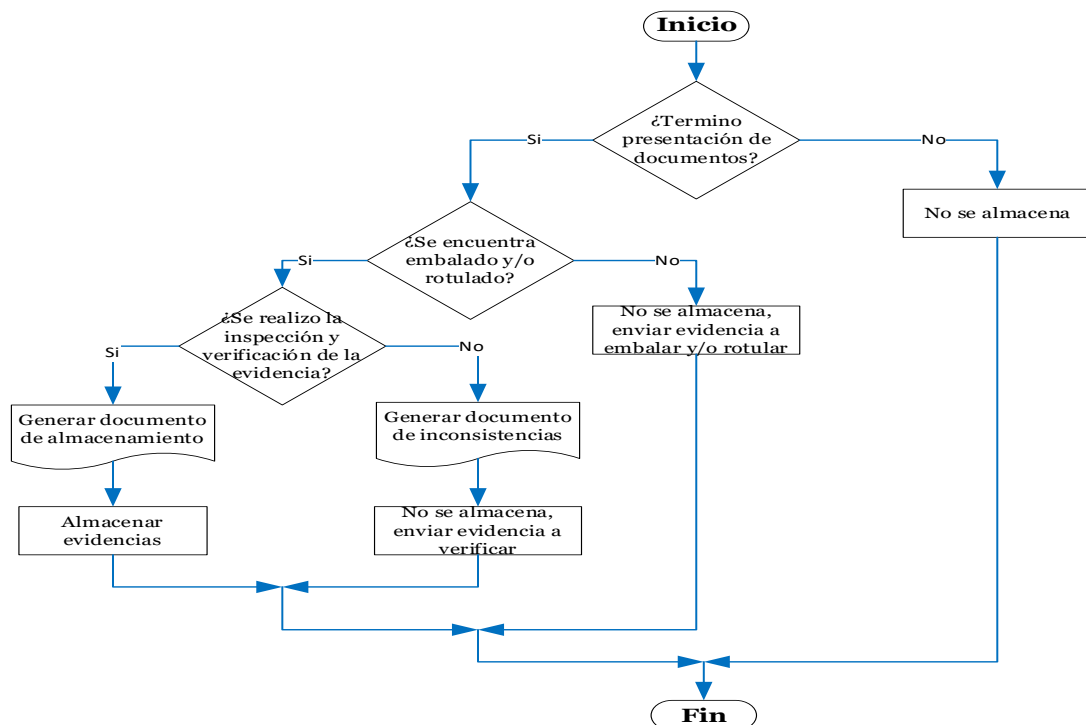 Inicio
¿Termino
presentación de
documentos?
Si
No
No se almacena
¿Se encuentra
embalado y/o
rotulado?
Si
No
No se almacena,
enviar evidencia a
embalar y/o rotular
¿Se realizo la
inspección y
verificación de la
evidencia?
Si
No
Generar documento
de almacenamiento
Generar documento
de inconsistencias
Almacenar
evidencias
No se almacena,
enviar evidencia a
verificar
Fin